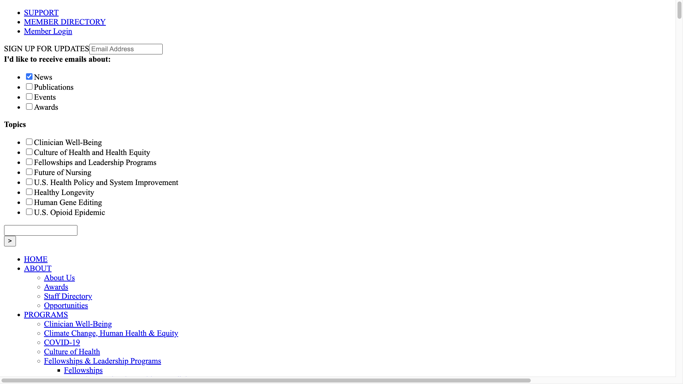 SUPPORT
MEMBER DIRECTORY
Member Login
SIGN UP FOR UPDATES Email Address
I'd like to receive emails about:
News
Publications
Events
Awards
Topics
Clinician Well-Being
Culture of Health and Health Equity
Fellowships and Leadership Programs
Future of Nursing
U.S. Health Policy and System Improvement
Healthy Longevity
Human Gene Editing
U.S. Opioid Epidemic
>
HOME
ABOUT
About Us
Awards
Staff Directory
Opportunities
PROGRAMS
Clinician Well-Being
Climate Change, Human Health & Equity
COVID-19
Culture of Health
Fellowships & Leadership Programs
Fellowships